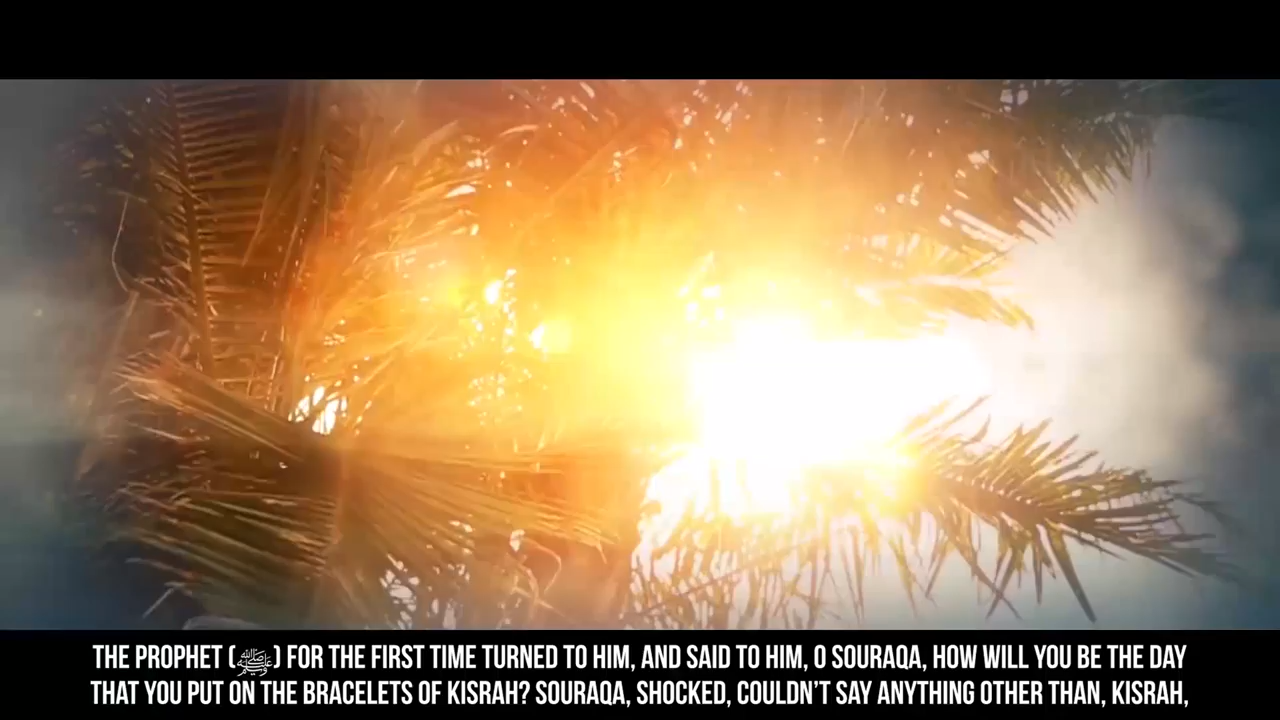 THE PROPHET (ﷺ) FOR THE FIRST TIME TURNED TO HIM, AND SAID TO HIM, O SOURAQA, HOW WILL YOU BE THE DAY
THAT YOU PUT ON THE BRACELETS OF KISRAH? SOURAQA, SHOCKED, COULDN'T SAY ANYTHING OTHER THAN, KISRAH,